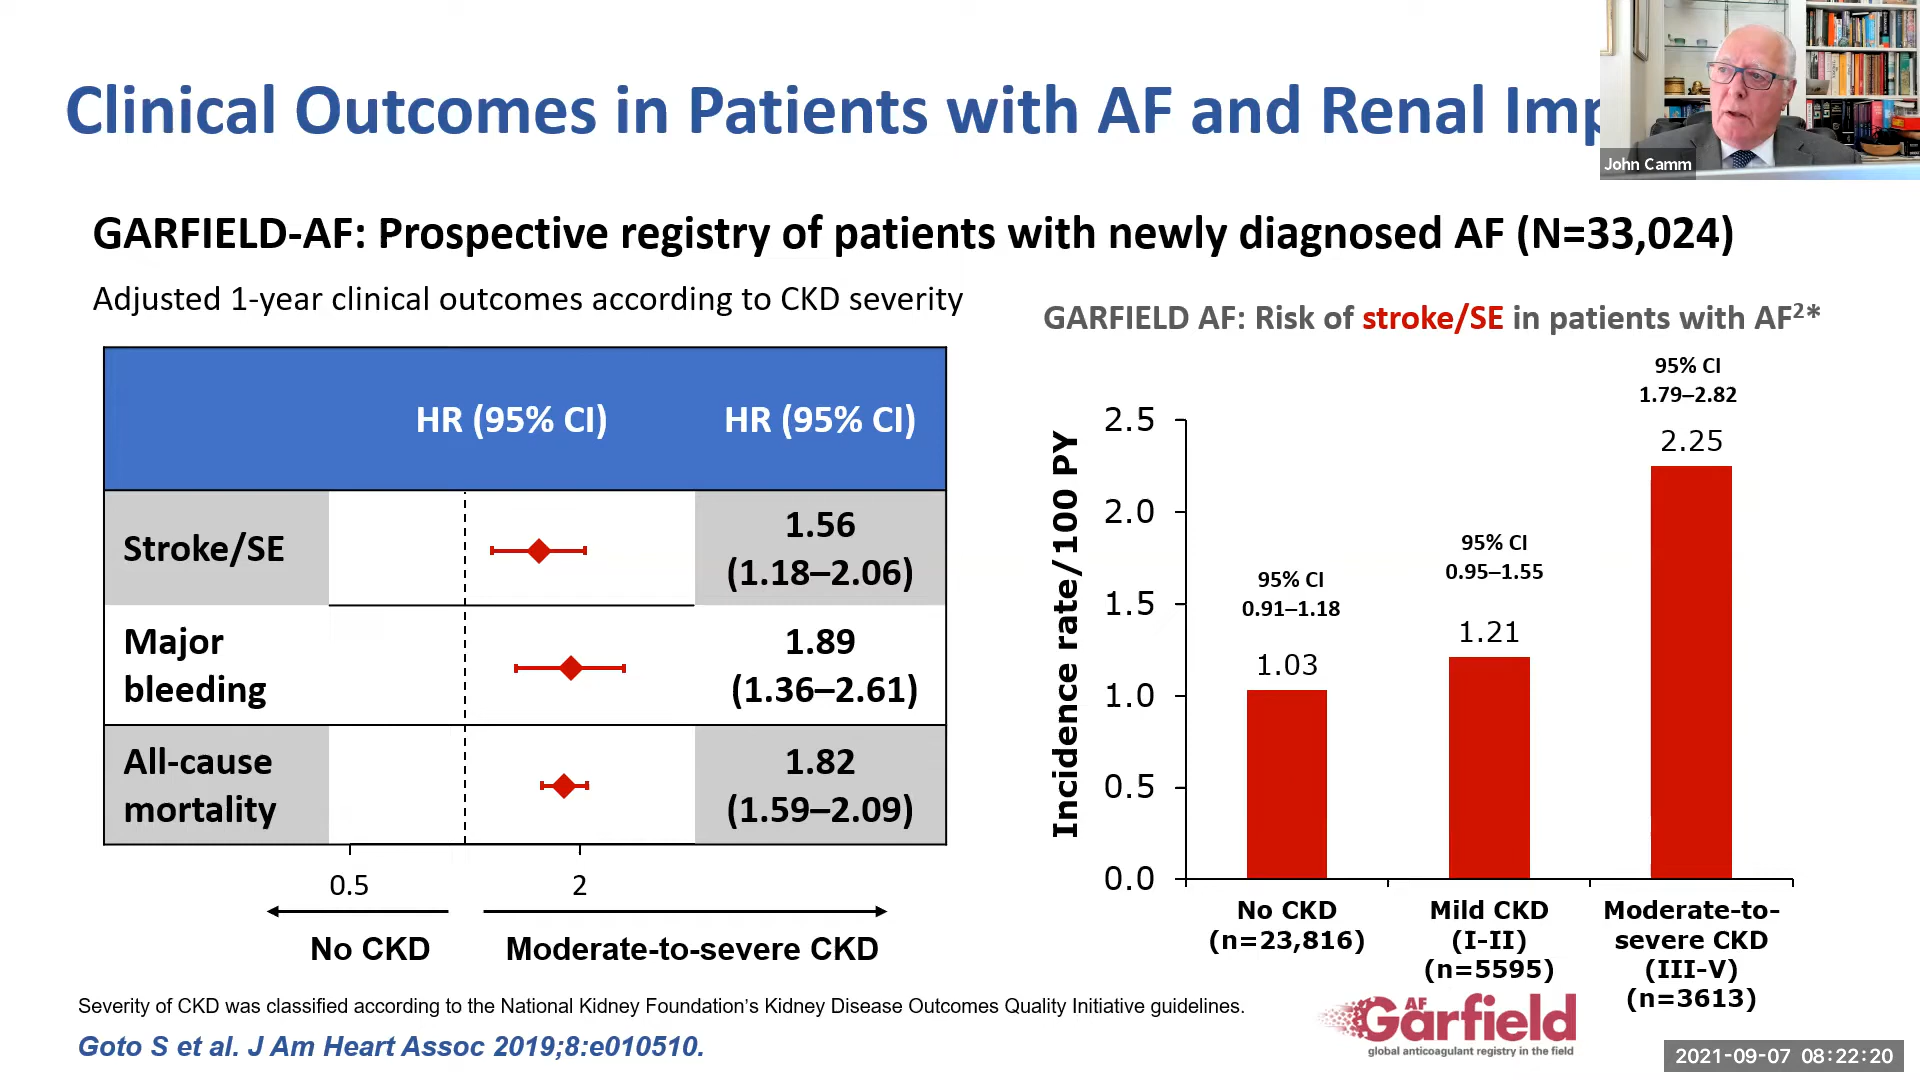 Clinical Outcomes in Patients with AF and Renal Imp
John Camm
GARFIELD-AF: Prospective registry of patients with newly diagnosed AF (N=33,024)
Adjusted 1-year clinical outcomes according to CKD severity
HR (95% CI) HR (95% CI)
Stroke/SE
1.56
(1.18–2.06)
Major
bleeding
1.89
(1.36–2.61)
All-cause
mortality
1.82
(1.59–2.09)
0.5 2
No CKD Moderate-to-severe CKD
GARFIELD AF: Risk of stroke/SE in patients with AF2*
Incidence rate/100 PY
2.5
2.0
1.5
1.0
0.5
0.0
95% CI
0.91–1.18
1.03
95% CI
0.95–1.55
1.21
95% CI
1.79–2.82
2.25
No CKD
(n=23,816)
Mild CKD
(I-II)
(n=5595)
Moderate-to-
severe CKD
(III-V)
(n=3613)
Severity of CKD was classified according to the National Kidney Foundation’s Kidney Disease Outcomes Quality Initiative guidelines.
Goto S et al. J Am Heart Assoc 2019;8:e010510.
AF
Garfield
global anticoagulant registry in the field
2021-09-07 08:22:20